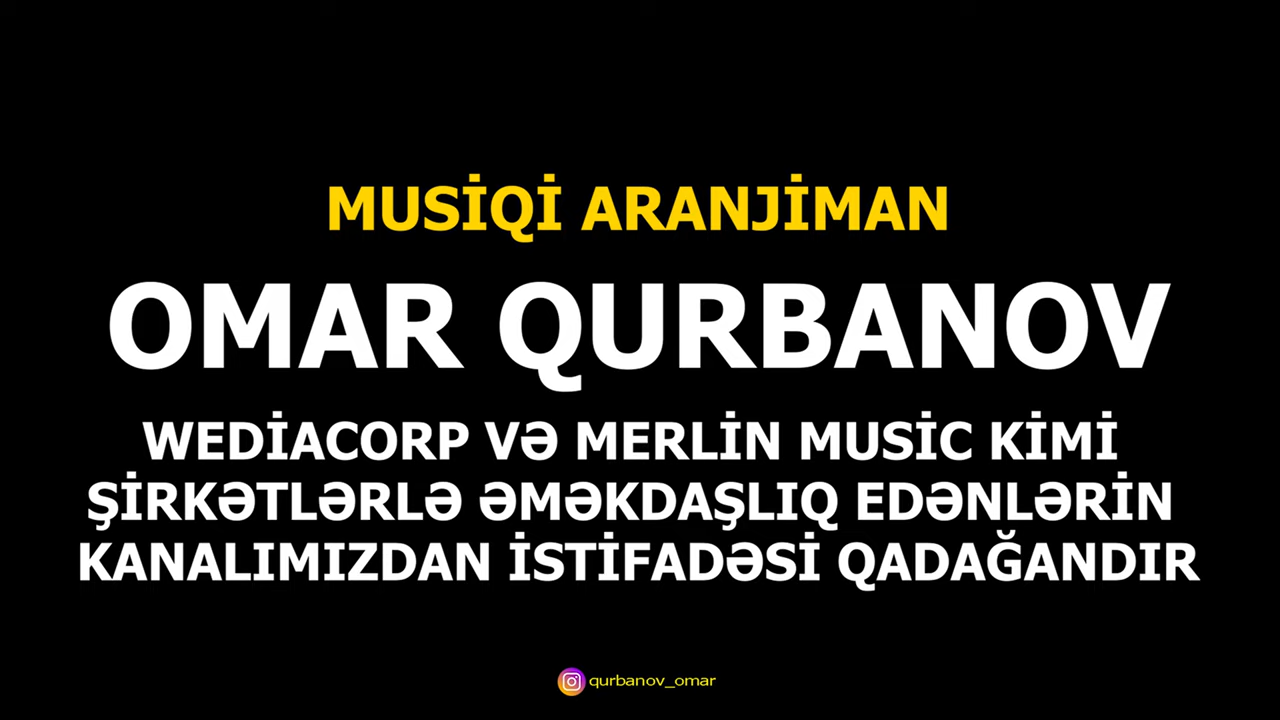 MUSİQİ ARANJİMAN
OMAR QURBANOV
WEDİACORP VƏ MERLİN MUSİC KİMİ
ŞİRKƏTLƏRLƏ ƏMƏKDAŞLIQ EDƏNLƏRİN
KANALIMIZDAN İSTİFADƏSİ QADAĞANDIR
qurbanov_omar